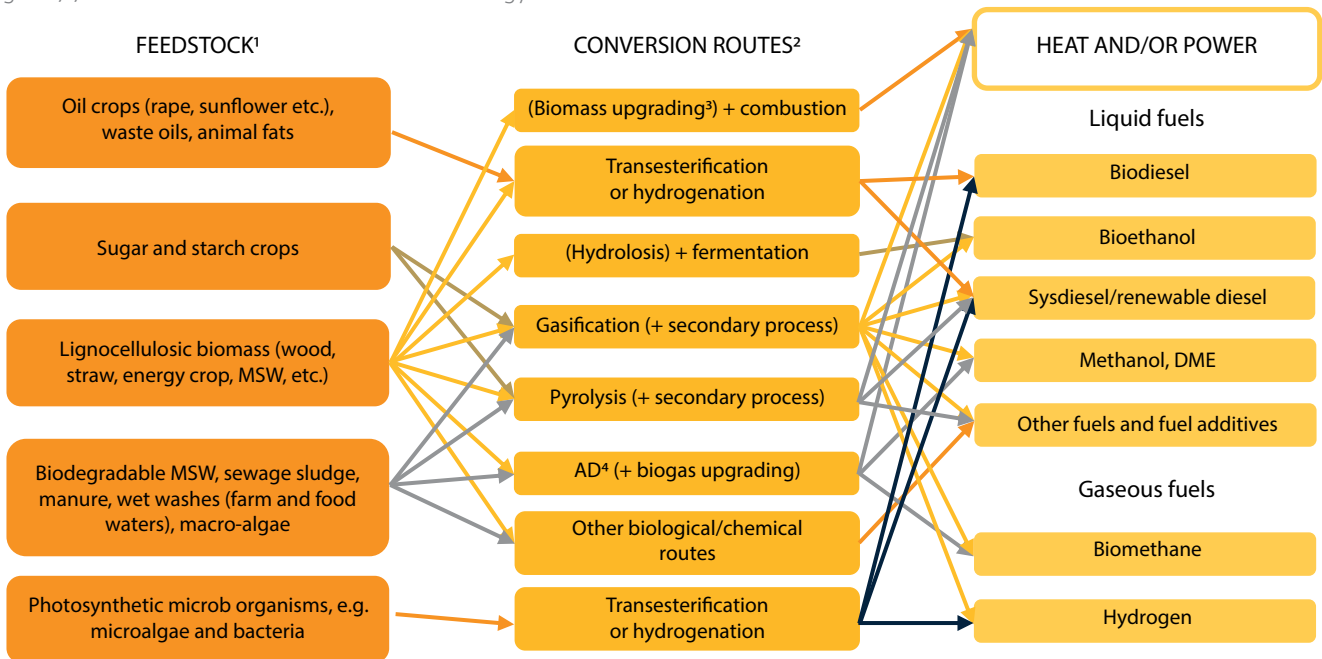 FEEDSTOCK¹
CONVERSION ROUTES²
HEAT AND/OR POWER
Oil crops (rape, sunflower etc.),
waste oils, animal fats
Sugar and starch crops
Lignocellulosic biomass (wood,
straw, energy crop, MSW, etc.)
Biodegradable MSW, sewage sludge,
manure, wet washes (farm and food
waters), macro-algae
Photosynthetic microb organisms, e.g.
microalgae and bacteria
(Biomass upgrading³) + combustion
Transesterification
or hydrogenation
(Hydrolosis) + fermentation
Gasification (+ secondary process)
Pyrolysis (+ secondary process)
AD⁴ (+ biogas upgrading)
Other biological/chemical
routes
Transesterification
or hydrogenation
Liquid fuels
Biodiesel
Bioethanol
Sysdiesel/renewable diesel
Methanol, DME
Other fuels and fuel additives
Gaseous fuels
Biomethane
Hydrogen